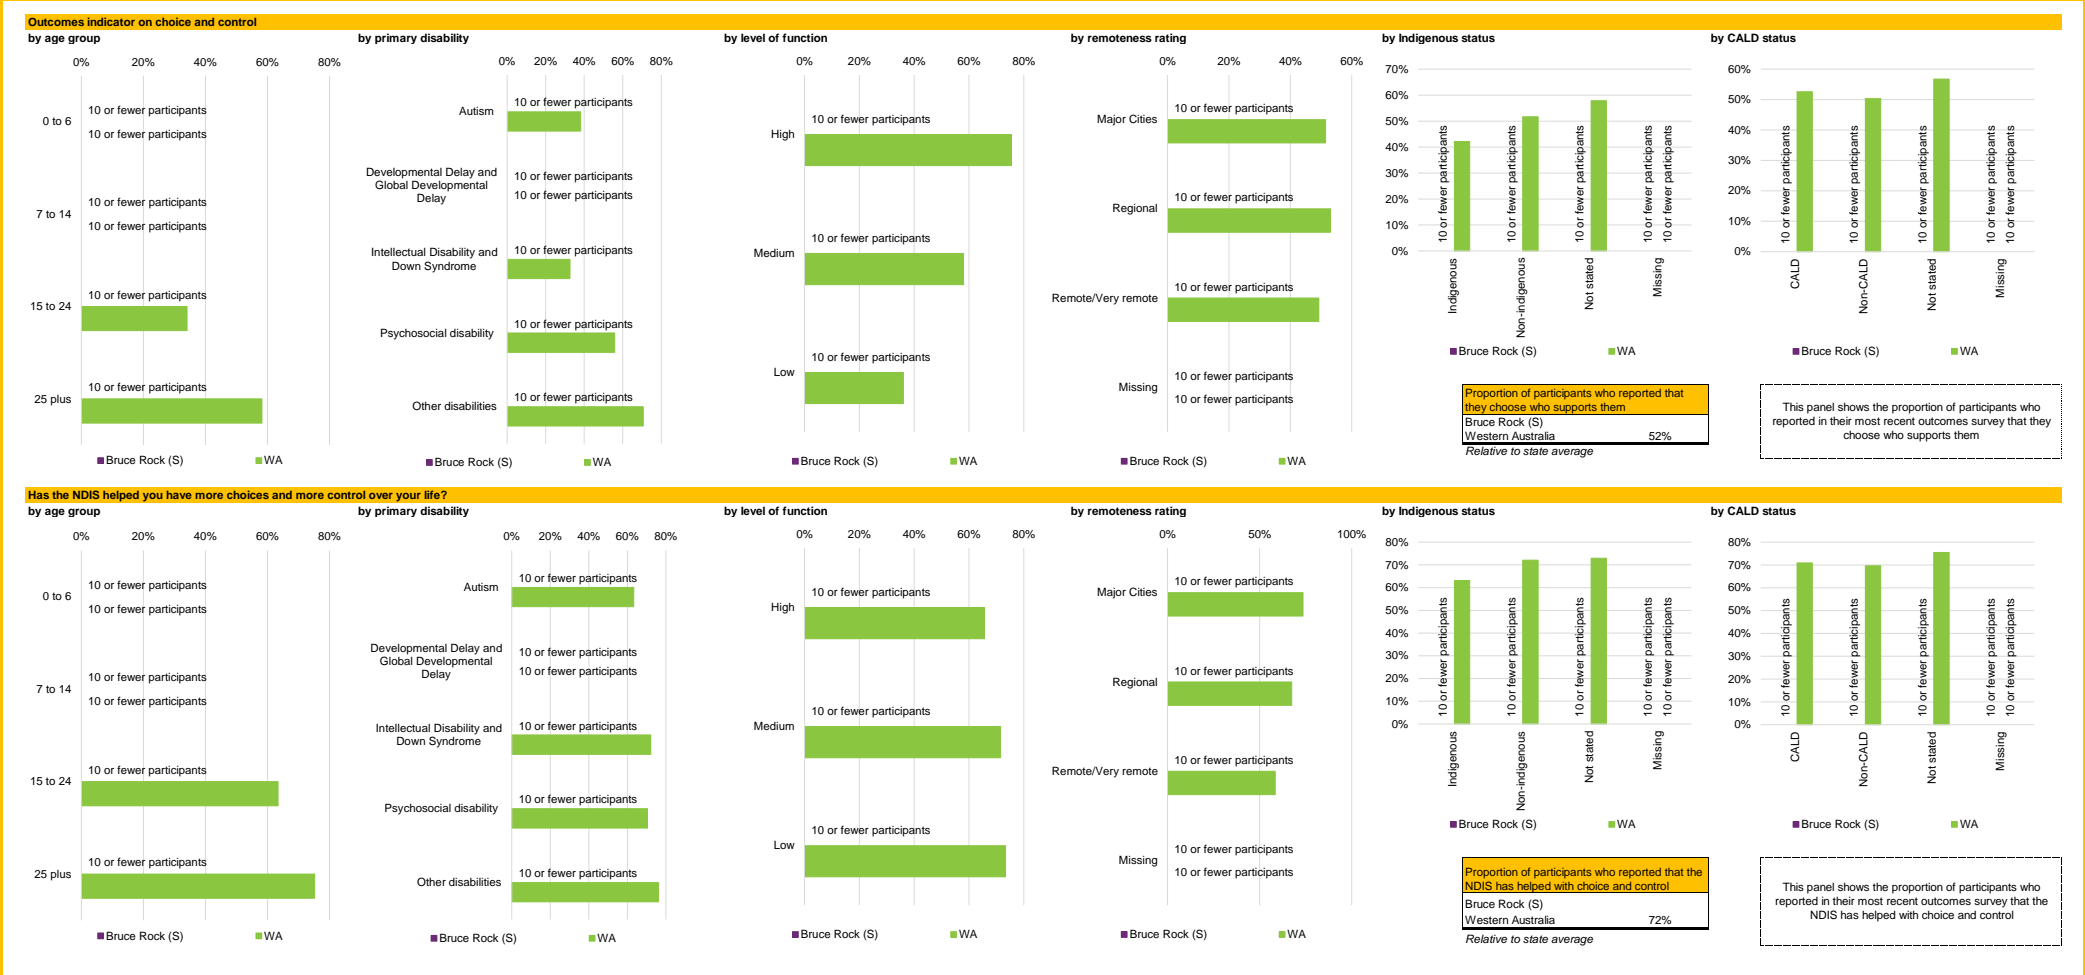 Outcomes indicator on choice and control
by age group
0% 20% 40% 60% 80%
0 to 6
10 or fewer participants
10 or fewer participants
7 to 14
10 or fewer participants
10 or fewer participants
15 to 24
10 or fewer participants
25 plus
10 or fewer participants
Bruce Rock (S) WA
by primary disability
0% 20% 40% 60% 80%
Autism
10 or fewer participants
Developmental Delay and
Global Developmental
Delay
10 or fewer participants
10 or fewer participants
Intellectual Disability and
Down Syndrome
10 or fewer participants
Psychosocial disability
10 or fewer participants
Other disabilities
10 or fewer participants
Bruce Rock (S) WA
by level of function
0% 20% 40% 60% 80%
High
10 or fewer participants
Medium
10 or fewer participants
Low
10 or fewer participants
Bruce Rock (S) WA
by remoteness rating
0% 20% 40% 60%
Major Cities
10 or fewer participants
Regional
10 or fewer participants
Remote/Very remote
10 or fewer participants
Missing
10 or fewer participants
10 or fewer participants
Bruce Rock (S) WA
by Indigenous status
70%
60%
50%
40%
30%
20%
10%
0%
10 or fewer participants
10 or fewer participants
10 or fewer participants
10 or fewer participants
10 or fewer participants
Indigenous
Non-indigenous
Not stated
Missing
Bruce Rock (S) WA
Proportion of participants who reported that
they choose who supports them
Bruce Rock (S)
Western Australia 52%
Relative to state average
by CALD status
60%
50%
40%
30%
20%
10%
0%
10 or fewer participants
10 or fewer participants
10 or fewer participants
10 or fewer participants
10 or fewer participants
CALD
Non-CALD
Not stated
Missing
Bruce Rock (S) WA
This panel shows the proportion of participants who
reported in their most recent outcomes survey that they
choose who supports them
Has the NDIS helped you have more choices and more control over your life?
by age group
0% 20% 40% 60% 80%
0 to 6
10 or fewer participants
10 or fewer participants
7 to 14
10 or fewer participants
10 or fewer participants
15 to 24
10 or fewer participants
25 plus
10 or fewer participants
Bruce Rock (S) WA
by primary disability
0% 20% 40% 60% 80%
Autism
10 or fewer participants
Developmental Delay and
Global Developmental
Delay
10 or fewer participants
10 or fewer participants
Intellectual Disability and
Down Syndrome
10 or fewer participants
Psychosocial disability
10 or fewer participants
Other disabilities
10 or fewer participants
Bruce Rock (S) WA
by level of function
0% 20% 40% 60% 80%
High
10 or fewer participants
Medium
10 or fewer participants
Low
10 or fewer participants
Bruce Rock (S) WA
by remoteness rating
0% 50% 100%
Major Cities
10 or fewer participants
Regional
10 or fewer participants
Remote/Very remote
10 or fewer participants
Missing
10 or fewer participants
10 or fewer participants
Bruce Rock (S) WA
by Indigenous status
80%
70%
60%
50%
40%
30%
20%
10%
0%
10 or fewer participants
10 or fewer participants
10 or fewer participants
10 or fewer participants
10 or fewer participants
Indigenous
Non-indigenous
Not stated
Missing
Bruce Rock (S) WA
Proportion of participants who reported that the
NDIS has helped with choice and control
Bruce Rock (S)
Western Australia 72%
Relative to state average
by CALD status
80%
70%
60%
50%
40%
30%
20%
10%
0%
10 or fewer participants
10 or fewer participants
10 or fewer participants
10 or fewer participants
10 or fewer participants
CALD
Non-CALD
Not stated
Missing
Bruce Rock (S) WA
This panel shows the proportion of participants who
reported in their most recent outcomes survey that the
NDIS has helped with choice and control